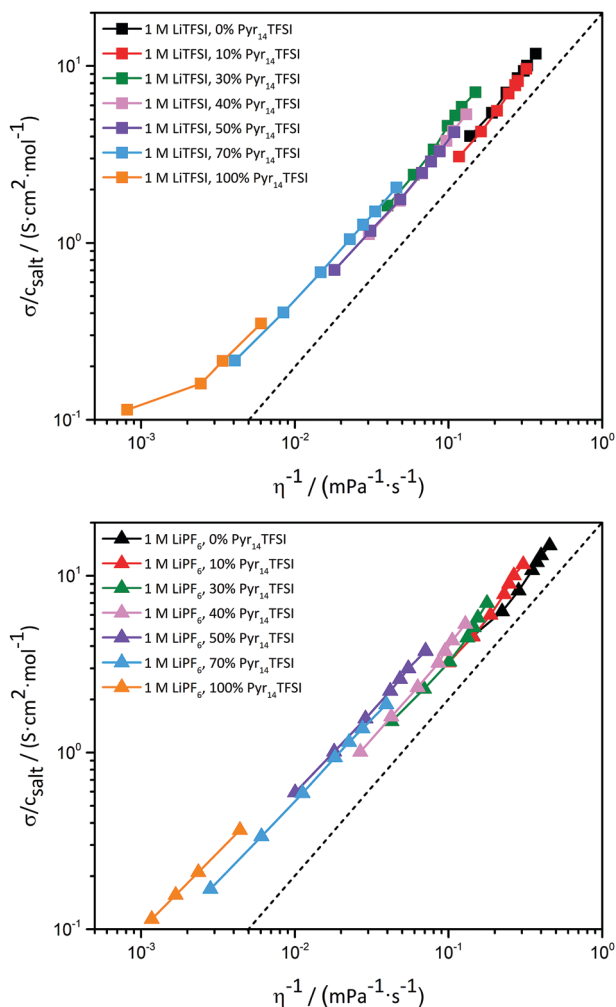 1 M LiTFSI, 0% Pyr₁₄TFSI
1 M LiTFSI, 10% Pyr₁₄TFSI
1 M LiTFSI, 30% Pyr₁₄TFSI
1 M LiTFSI, 40% Pyr₁₄TFSI
1 M LiTFSI, 50% Pyr₁₄TFSI
1 M LiTFSI, 70% Pyr₁₄TFSI
1 M LiTFSI, 100% Pyr₁₄TFSI
10¹
10⁰
10⁻¹
σ/c_salt / (S·cm²·mol⁻¹)
10⁻³ 10⁻² 10⁻¹ 10⁰
η⁻¹ / (mPa⁻¹·s⁻¹)
1 M LiPF₆, 0% Pyr₁₄TFSI
1 M LiPF₆, 10% Pyr₁₄TFSI
1 M LiPF₆, 30% Pyr₁₄TFSI
1 M LiPF₆, 40% Pyr₁₄TFSI
1 M LiPF₆, 50% Pyr₁₄TFSI
1 M LiPF₆, 70% Pyr₁₄TFSI
1 M LiPF₆, 100% Pyr₁₄TFSI
10¹
10⁰
10⁻¹
σ/c_salt / (S·cm²·mol⁻¹)
10⁻³ 10⁻² 10⁻¹ 10⁰
η⁻¹ / (mPa⁻¹·s⁻¹)